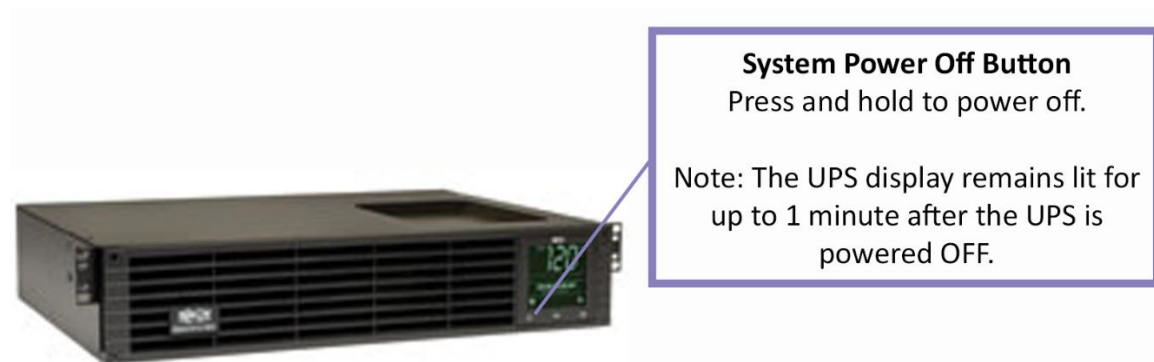 System Power Off Button
Press and hold to power off.
Note: The UPS display remains lit for
up to 1 minute after the UPS is
powered OFF.
120